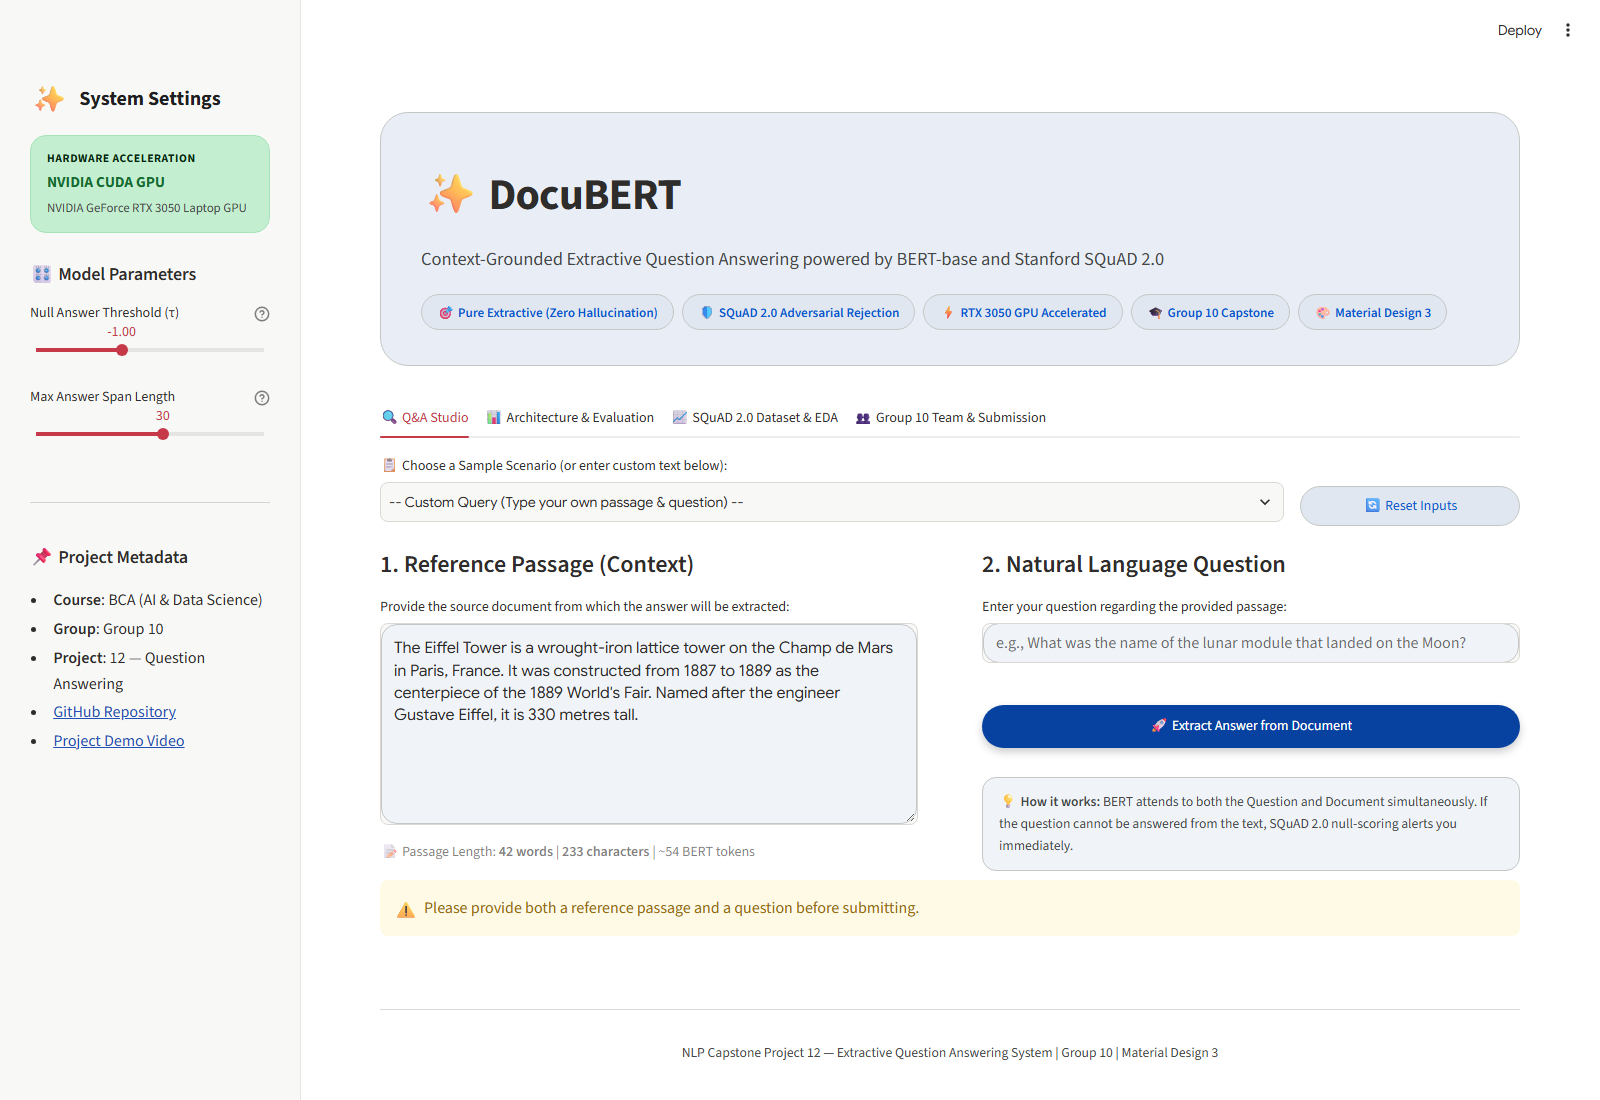 Deploy
System Settings
HARDWARE ACCELERATION
NVIDIA CUDA GPU
NVIDIA GeForce RTX 3050 Laptop GPU
Model Parameters
Null Answer Threshold (τ)
-1.00
Max Answer Span Length
30
Project Metadata
Course: BCA (AI & Data Science)
Group: Group 10
Project: 12 — Question
Answering
GitHub Repository
Project Demo Video
DocuBERT
Context-Grounded Extractive Question Answering powered by BERT-base and Stanford SQuAD 2.0
Pure Extractive (Zero Hallucination)
SQuAD 2.0 Adversarial Rejection
RTX 3050 GPU Accelerated
Group 10 Capstone
Material Design 3
Q&A Studio
Architecture & Evaluation
SQuAD 2.0 Dataset & EDA
Group 10 Team & Submission
Choose a Sample Scenario (or enter custom text below):
-- Custom Query (Type your own passage & question) --
Reset Inputs
1. Reference Passage (Context)
Provide the source document from which the answer will be extracted:
The Eiffel Tower is a wrought-iron lattice tower on the Champ de Mars
in Paris, France. It was constructed from 1887 to 1889 as the
centerpiece of the 1889 World's Fair. Named after the engineer
Gustave Eiffel, it is 330 metres tall.
Passage Length: 42 words | 233 characters | ~54 BERT tokens
2. Natural Language Question
Enter your question regarding the provided passage:
e.g., What was the name of the lunar module that landed on the Moon?
Extract Answer from Document
How it works: BERT attends to both the Question and Document simultaneously. If
the question cannot be answered from the text, SQuAD 2.0 null-scoring alerts you
immediately.
Please provide both a reference passage and a question before submitting.
NLP Capstone Project 12 — Extractive Question Answering System | Group 10 | Material Design 3